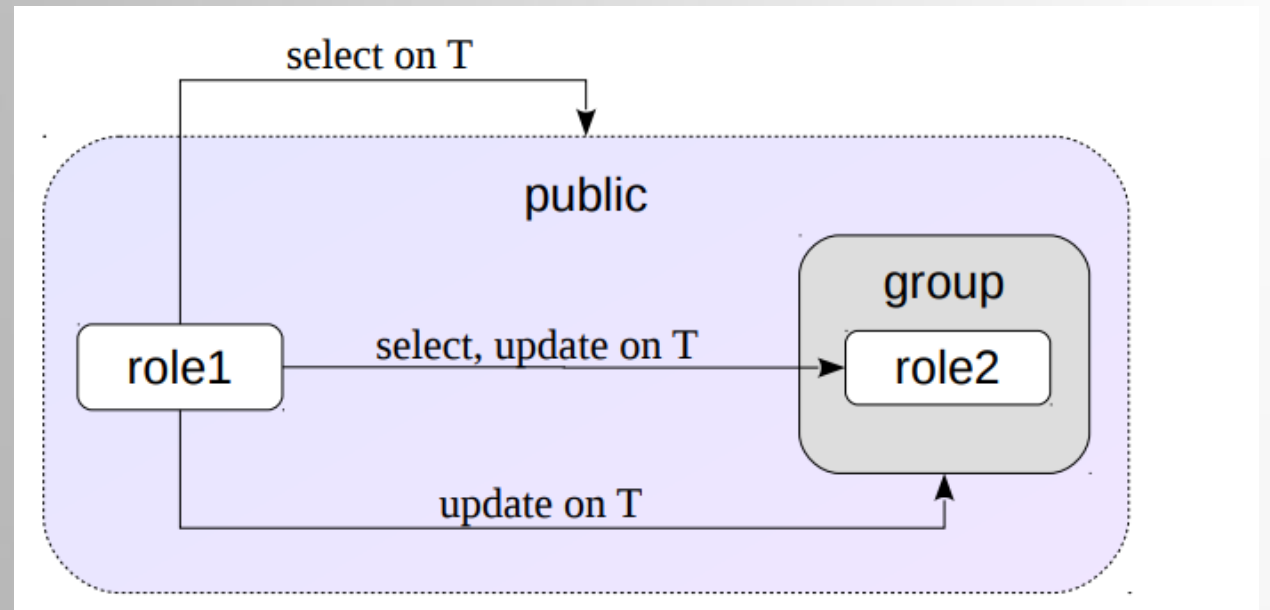 select on T
public
group
role1
select, update on T
role2
update on T